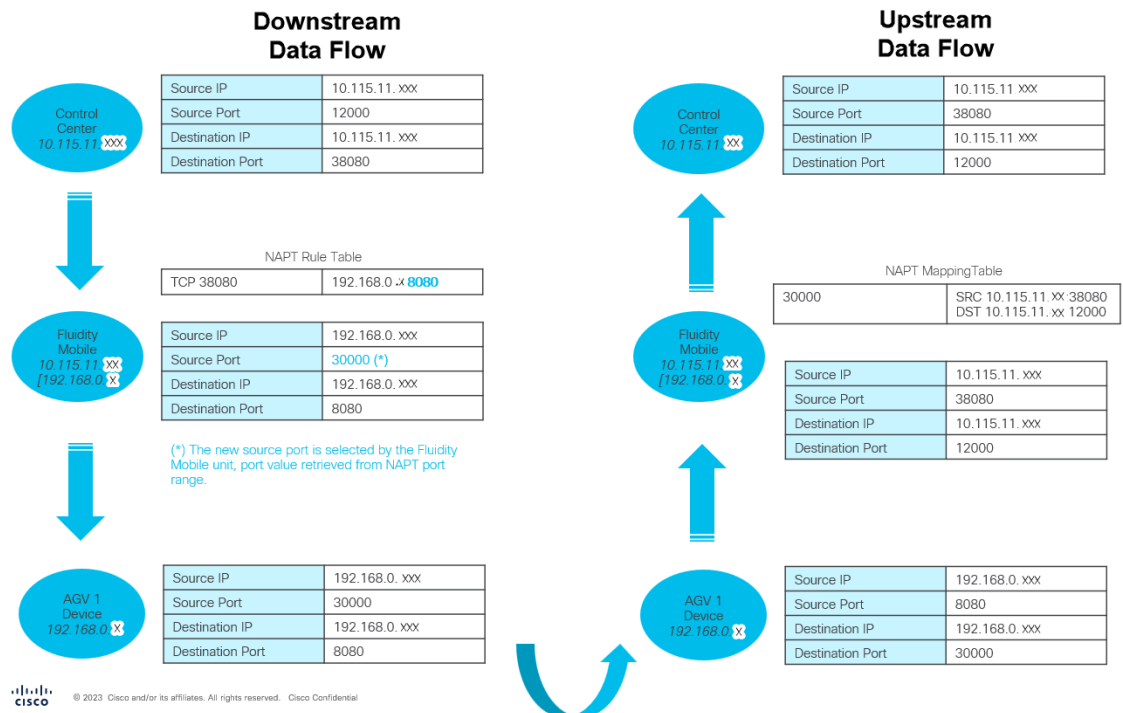 Downstream
Data Flow
Control
Center
10.115.11.XXX
Source IP 10.115.11. XXX
Source Port 12000
Destination IP 10.115.11. XXX
Destination Port 38080
NAPT Rule Table
TCP 38080 192.168.0 .X 8080
Fluidity
Mobile
10.115.11.XX
[192.168.0.X
Source IP 192.168.0. XXX
Source Port 30000 (*)
Destination IP 192.168.0. XXX
Destination Port 8080
(*) The new source port is selected by the Fluidity
Mobile unit, port value retrieved from NAPT port
range.
AGV 1
Device
192.168.0.X
Source IP 192.168.0. XXX
Source Port 30000
Destination IP 192.168.0. XXX
Destination Port 8080
Upstream
Data Flow
Control
Center
10.115.11.XX
Source IP 10.115.11 XXX
Source Port 38080
Destination IP 10.115.11 XXX
Destination Port 12000
NAPT MappingTable
30000 SRC 10.115.11. XX:38080
DST 10.115.11. XX 12000
Fluidity
Mobile
10.115.11.XX
[192.168.0.X
Source IP 10.115.11. XXX
Source Port 38080
Destination IP 10.115.11. XXX
Destination Port 12000
AGV 1
Device
192.168.0.X
Source IP 192.168.0. XXX
Source Port 8080
Destination IP 192.168.0. XXX
Destination Port 30000
CISCO © 2023 Cisco and/or its affiliates. All rights reserved. Cisco Confidential